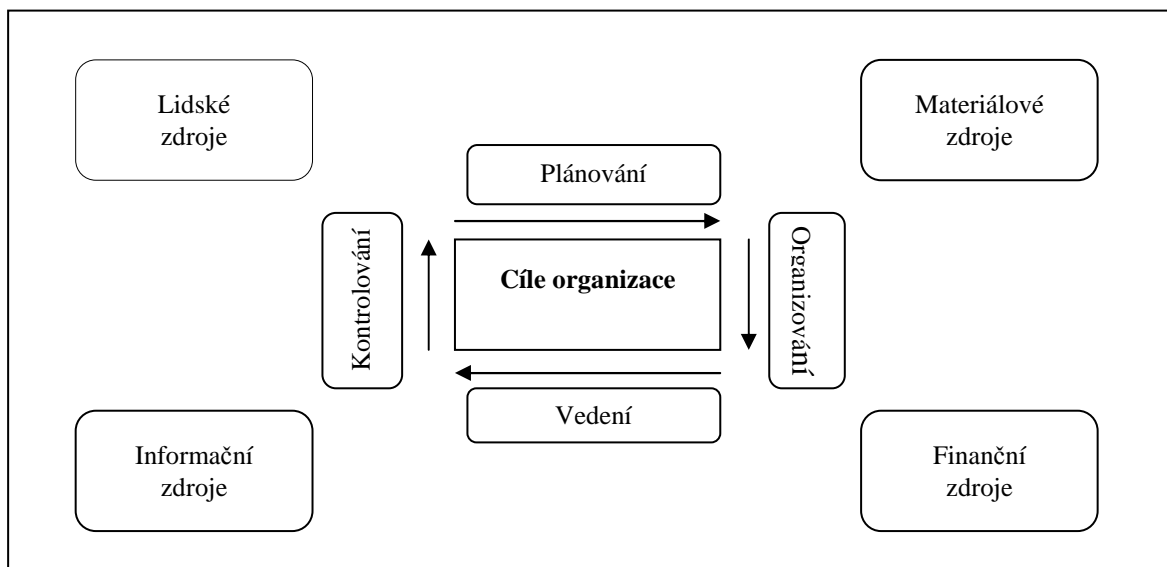 Lidské
zdroje
Materiálové
zdroje
Plánování
Kontrolování
Cíle organizace
Organizování
Vedení
Informační
zdroje
Finanční
zdroje